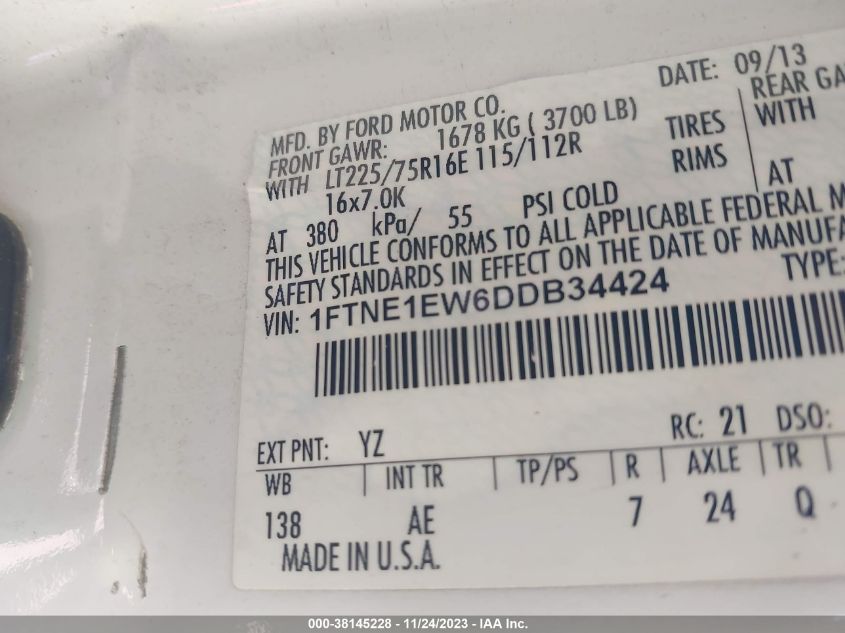 DATE: 09/13
MFD. BY FORD MOTOR CO.
FRONT GAWR: 1678 KG ( 3700 LB)
REAR GA
WITH LT225/75R16E 115/112R TIRES
WITH
16x7.0K RIMS
AT 380 kPa/ 55 PSI COLD
AT
THIS VEHICLE CONFORMS TO ALL APPLICABLE FEDERAL M
SAFETY STANDARDS IN EFFECT ON THE DATE OF MANUFA
VIN: 1FTNE1EW6DDB34424
TYPE:
EXT PNT: YZ RC: 21 DSO:
WB INT TR TP/PS R AXLE TR
138 AE 7 24 Q
MADE IN U.S.A.
000-38145228 - 11/24/2023 - IAA Inc.